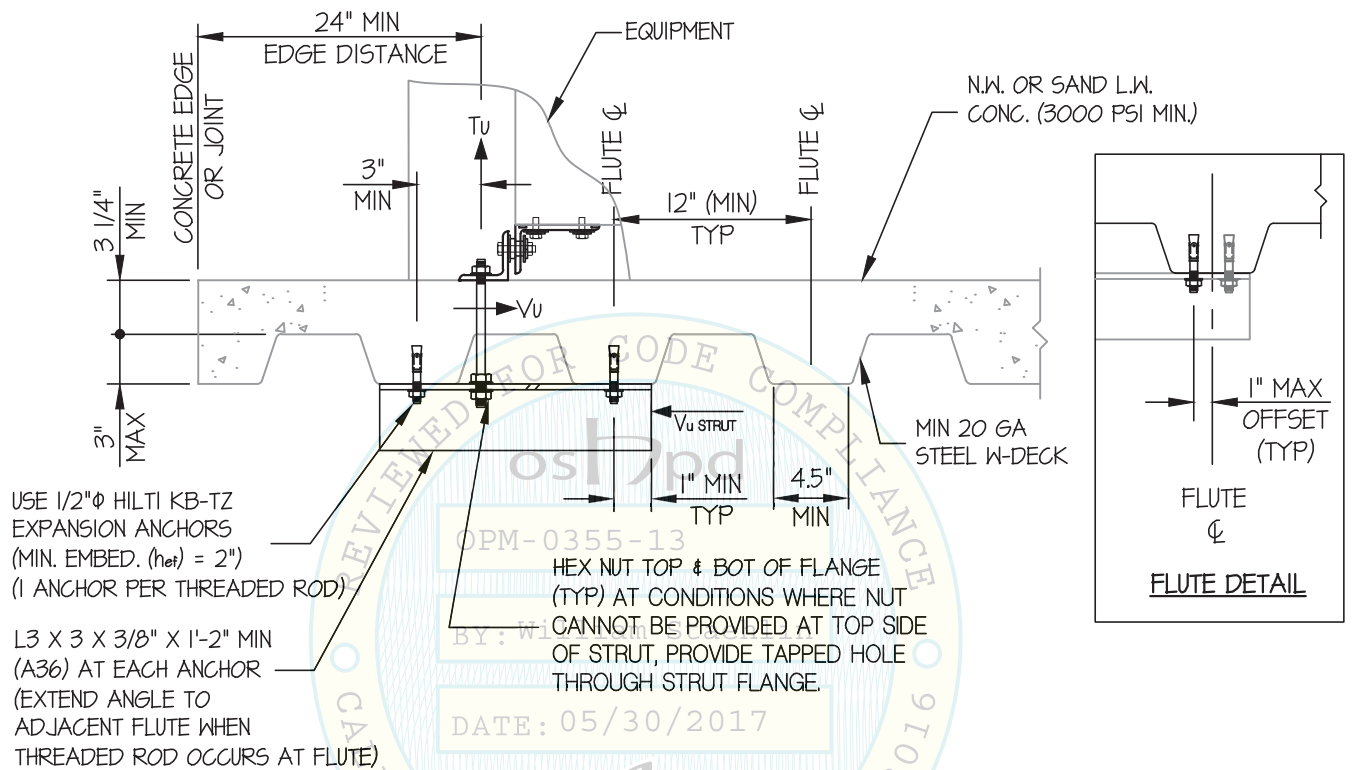 24" MIN
EDGE DISTANCE
EQUIPMENT
CONCRETE EDGE
OR JOINT
N.W. OR SAND L.W.
CONC. (3000 PSI MIN.)
Tu
FLUTE ℄
FLUTE ℄
3"
MIN
12" (MIN)
TYP
3 1/4"
MIN
Vu
3"
MAX
Vu STRUT
MIN 20 GA
STEEL W-DECK
1" MIN
TYP
4.5"
MIN
1" MAX
OFFSET
(TYP)
FLUTE
℄
FLUTE DETAIL
USE 1/2"Φ HILTI KB-TZ
EXPANSION ANCHORS
(MIN. EMBED. (hef) = 2")
(1 ANCHOR PER THREADED ROD)
L3 X 3 X 3/8" X 1'-2" MIN
(A36) AT EACH ANCHOR
(EXTEND ANGLE TO
ADJACENT FLUTE WHEN
THREADED ROD OCCURS AT FLUTE)
HEX NUT TOP & BOT OF FLANGE
(TYP) AT CONDITIONS WHERE NUT
CANNOT BE PROVIDED AT TOP SIDE
OF STRUT, PROVIDE TAPPED HOLE
THROUGH STRUT FLANGE.
REVIEWED FOR CODE COMPLIANCE
oshpd
OPM-0355-13
BY: William
DATE: 05/30/2017